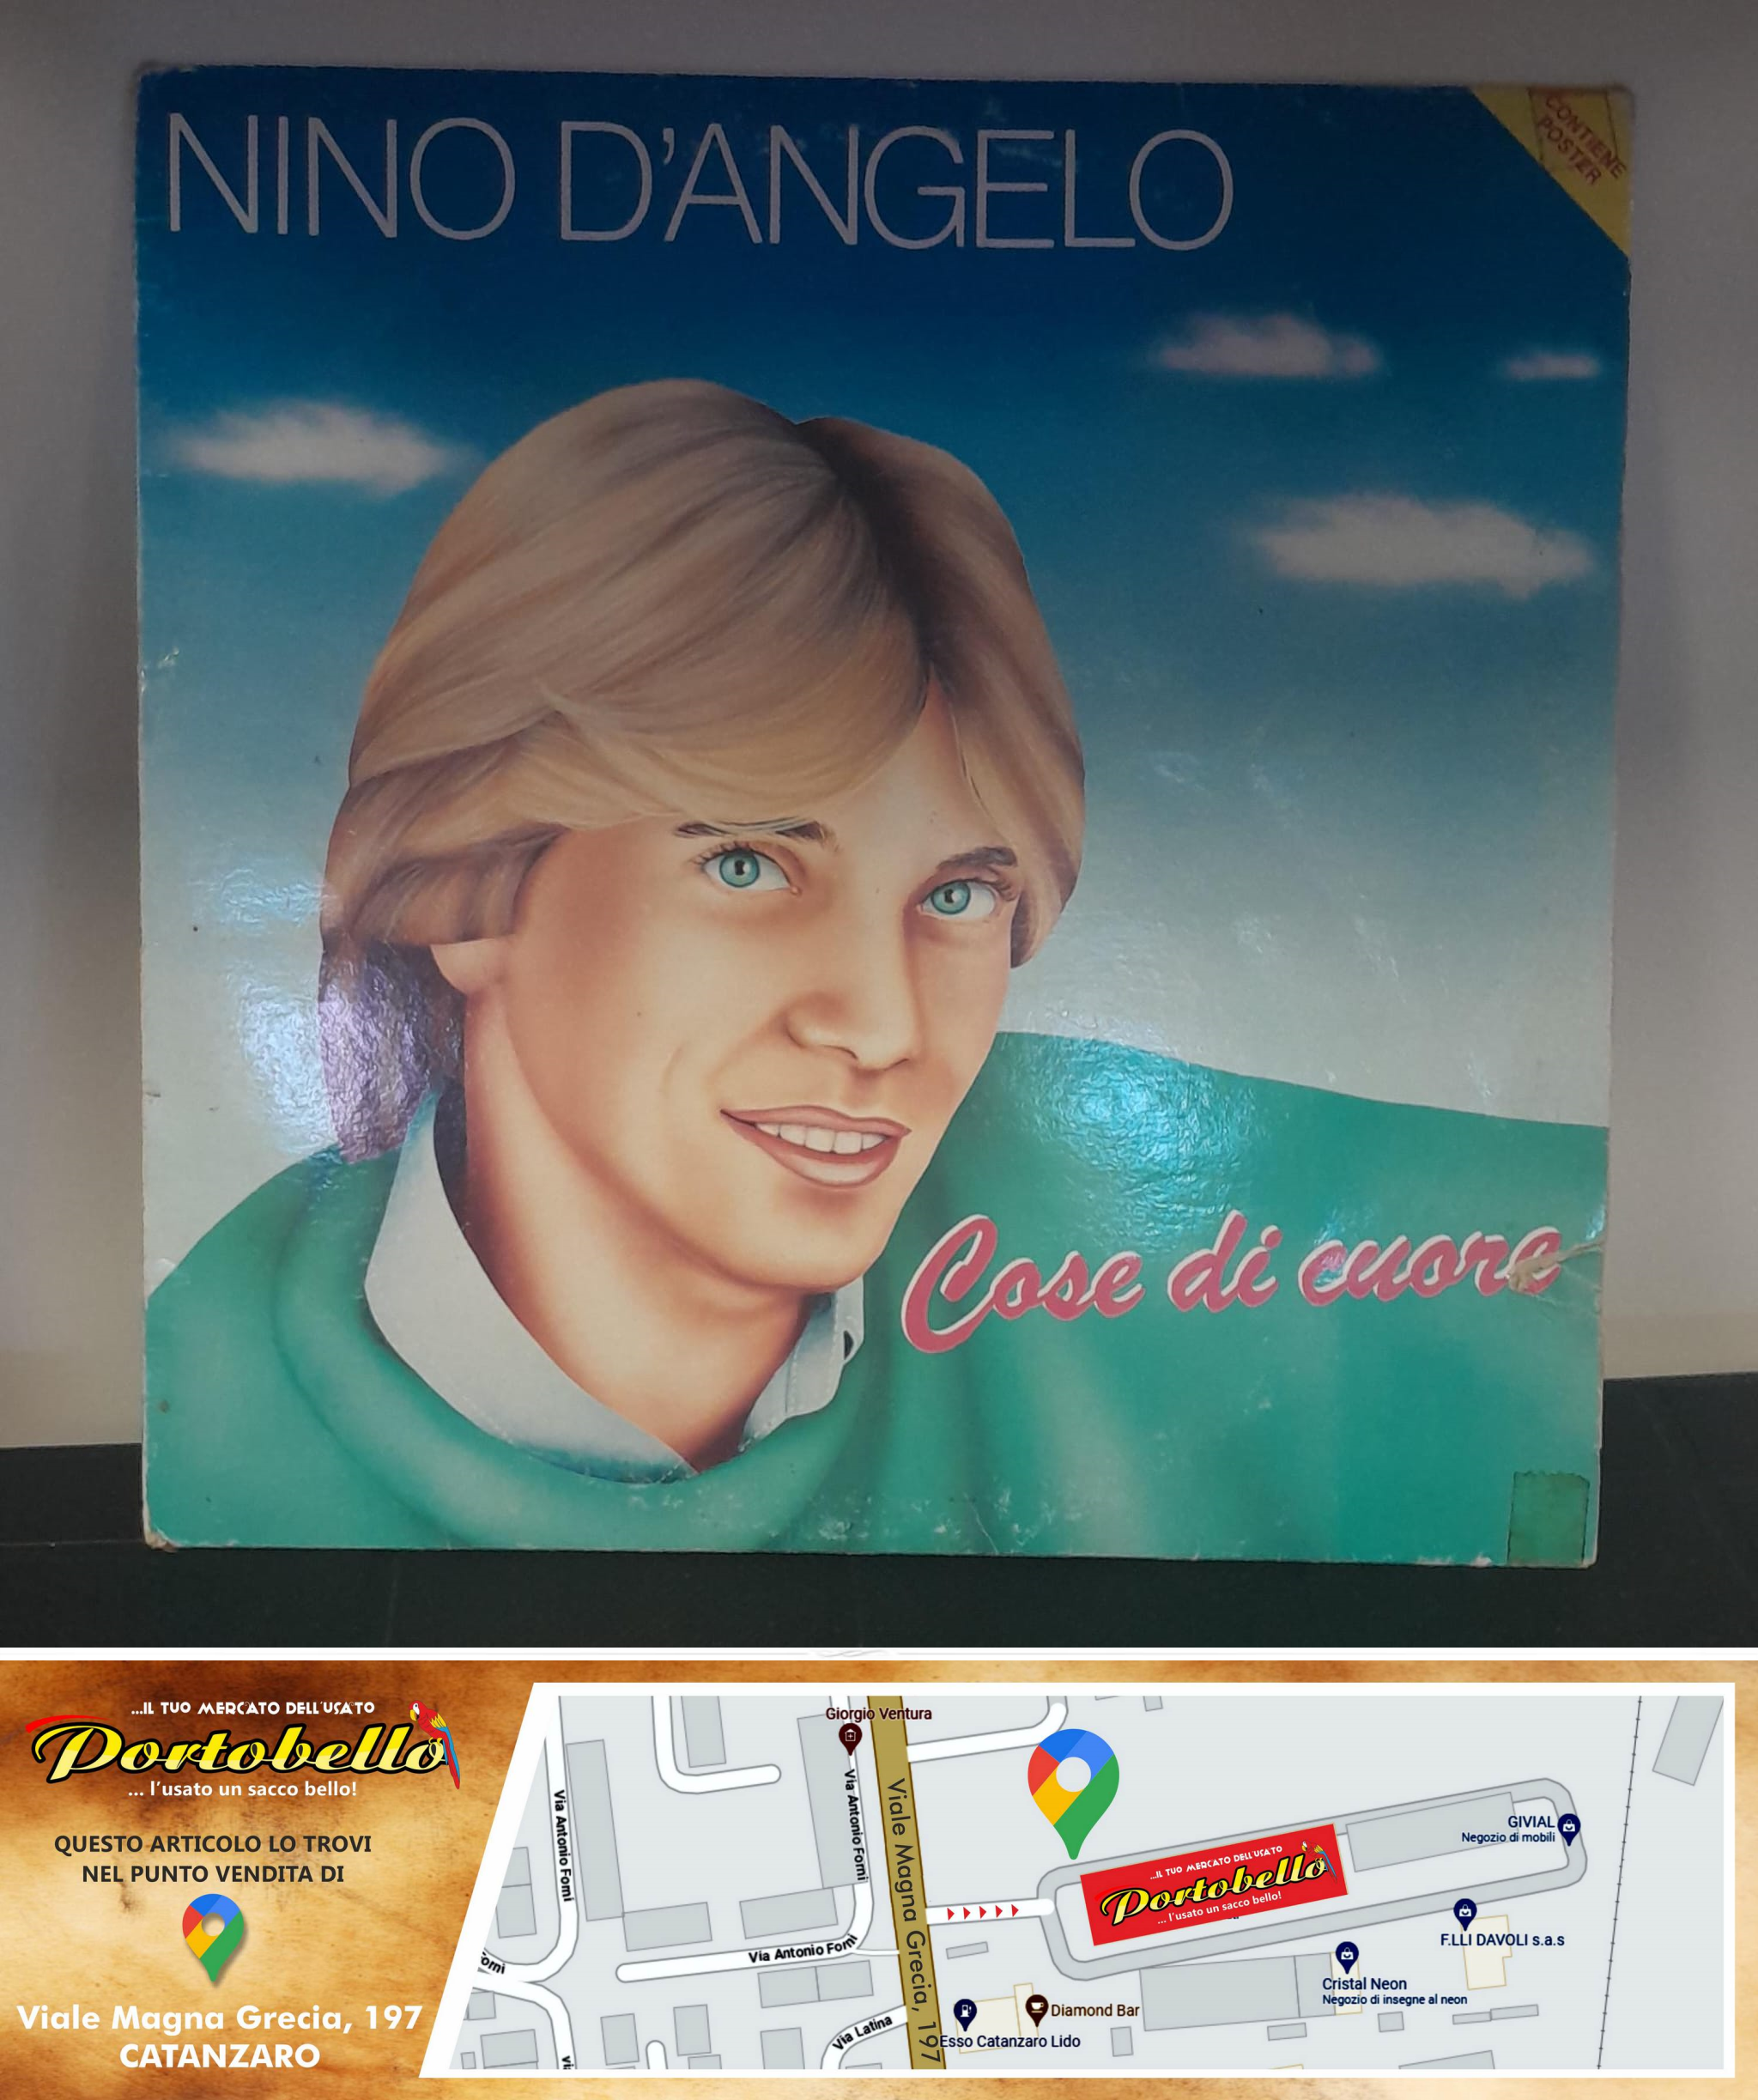 NINO D'ANGELO
CONTIENE
POSTER
Cose di cuore
...IL TUO MERCATO DELL'USATO
Portobello
... l'usato un sacco bello!
QUESTO ARTICOLO LO TROVI
NEL PUNTO VENDITA DI
Viale Magna Grecia, 197
CATANZARO
Giorgio Ventura
Via Antonio Forni
Via Antonio Forni
Viale Magna Grecia, 197
GIVIAL
Negozio di mobili
...IL TUO MERCATO DELL'USATO
Portobello
... l'usato un sacco bello!
F.LLI DAVOLI s.a.s
Via Antonio Forni
orni
Cristal Neon
Negozio di insegne al neon
Diamond Bar
Via Latina
Esso Catanzaro Lido